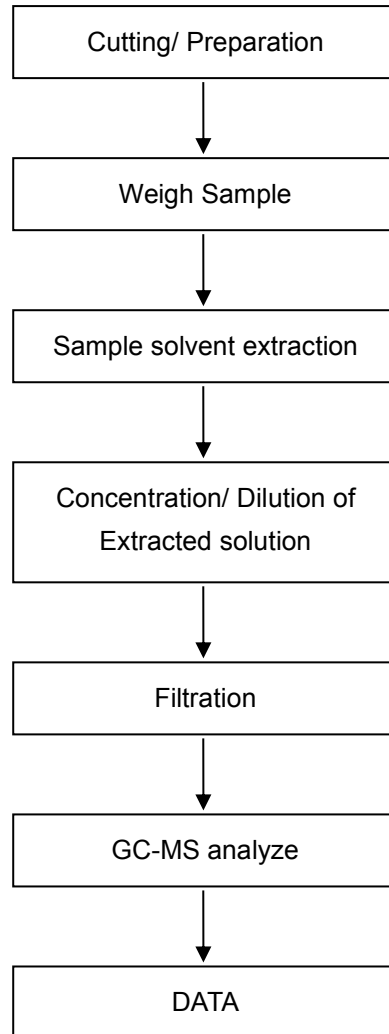 Cutting/ Preparation
Weigh Sample
Sample solvent extraction
Concentration/ Dilution of
Extracted solution
Filtration
GC-MS analyze
DATA